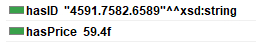 hasID "4591.7582.6589"^^xsd:string
hasPrice 59.4f